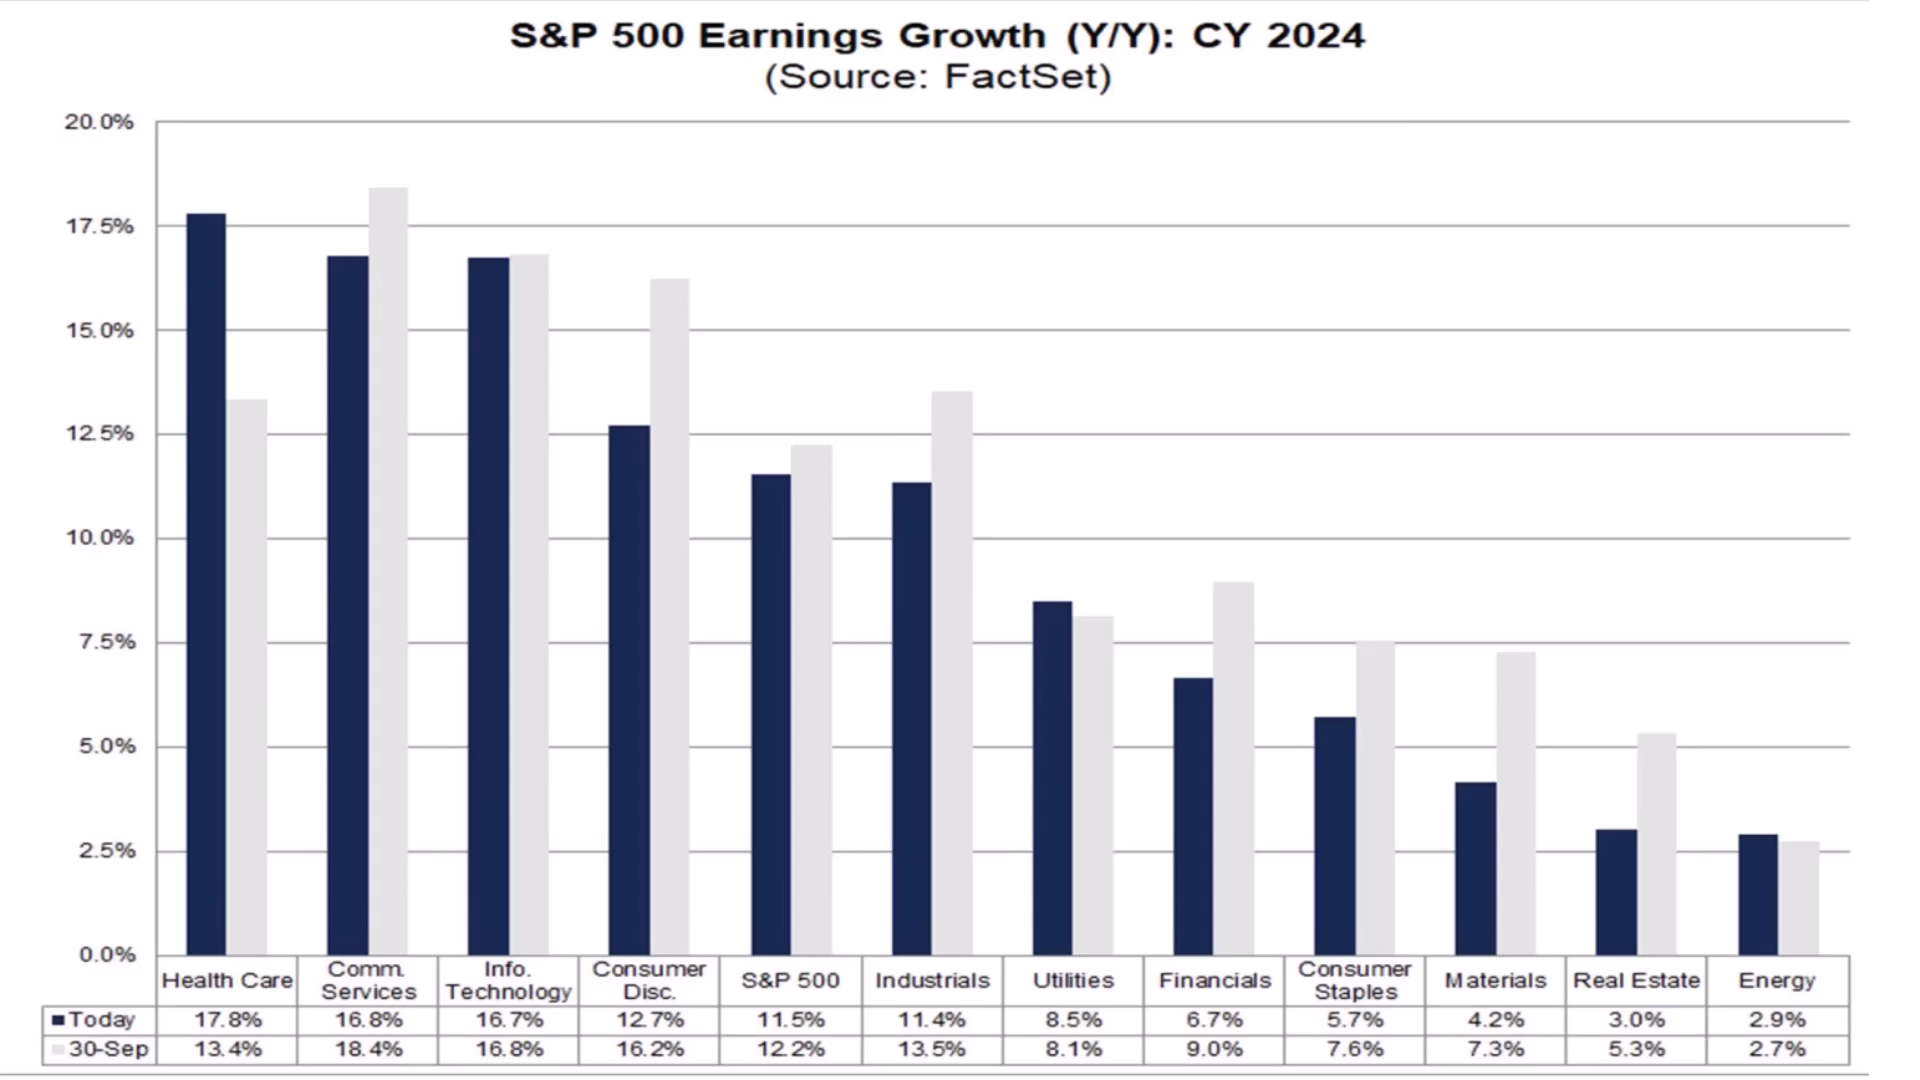 S&P 500 Earnings Growth (Y/Y): CY 2024
(Source: FactSet)
20.0%
17.5%
15.0%
12.5%
10.0%
7.5%
5.0%
2.5%
0.0%
Health Care
Comm.
Services
Info.
Technology
Consumer
Disc.
S&P 500
Industrials
Utilities
Financials
Consumer
Staples
Materials
Real Estate
Energy
Today 17.8% 16.8% 16.7% 12.7% 11.5% 11.4% 8.5% 6.7% 5.7% 4.2% 3.0% 2.9%
30-Sep 13.4% 18.4% 16.8% 16.2% 12.2% 13.5% 8.1% 9.0% 7.6% 7.3% 5.3% 2.7%